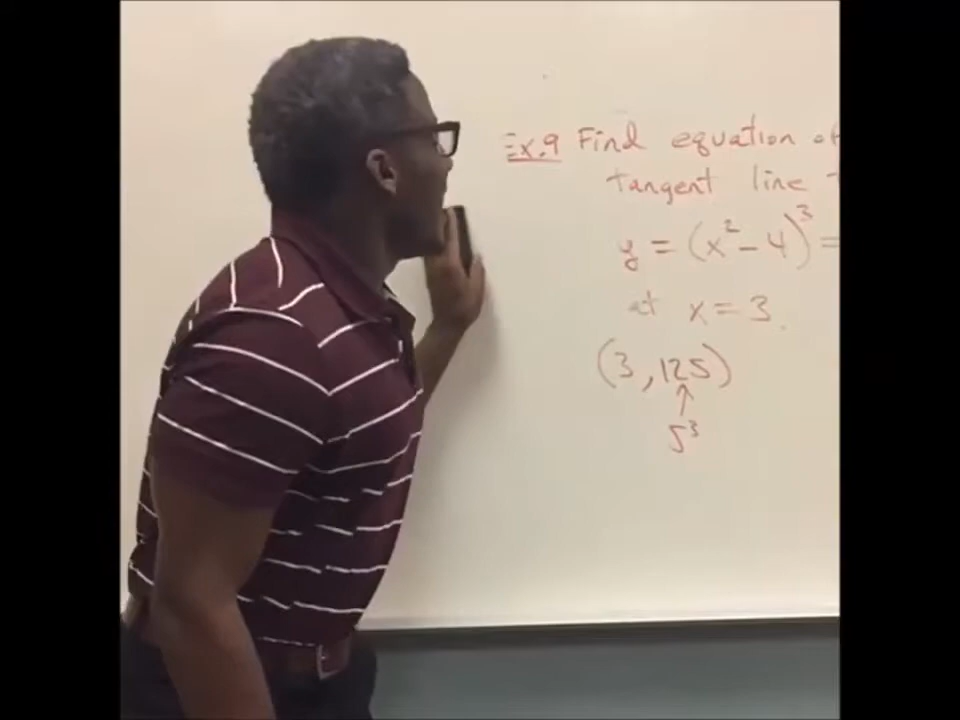 Ex.9 Find equation of
tangent line
y = (x² - 4)³ =
at x = 3.
(3, 125)
↑
5³